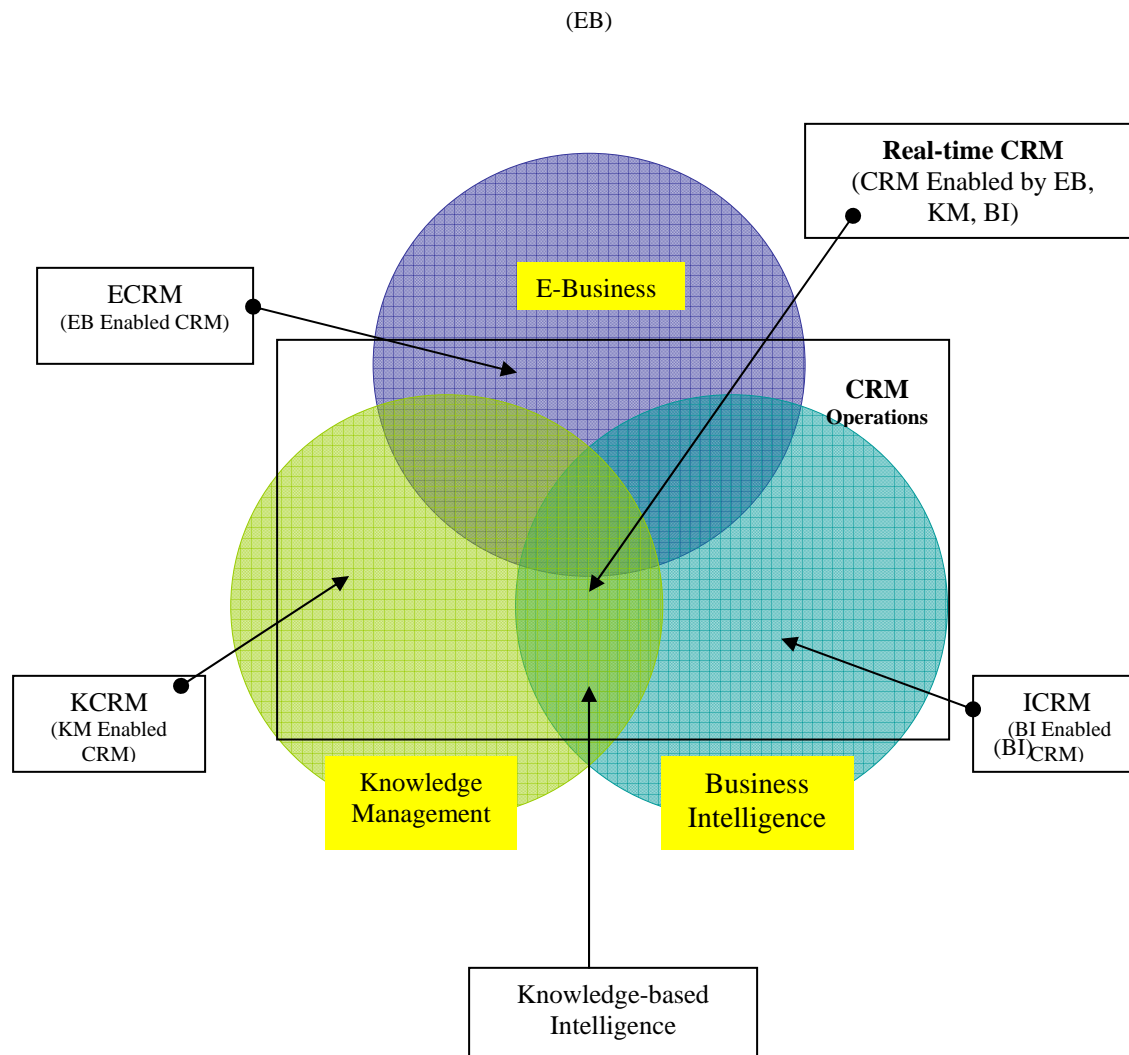 (EB)
Real-time CRM
(CRM Enabled by EB,
KM, BI)
E-Business
ECRM
(EB Enabled CRM)
CRM
Operations
KCRM
(KM Enabled
CRM)
ICRM
(BI Enabled
(BI)
CRM)
Knowledge
Management
Business
Intelligence
Knowledge-based
Intelligence